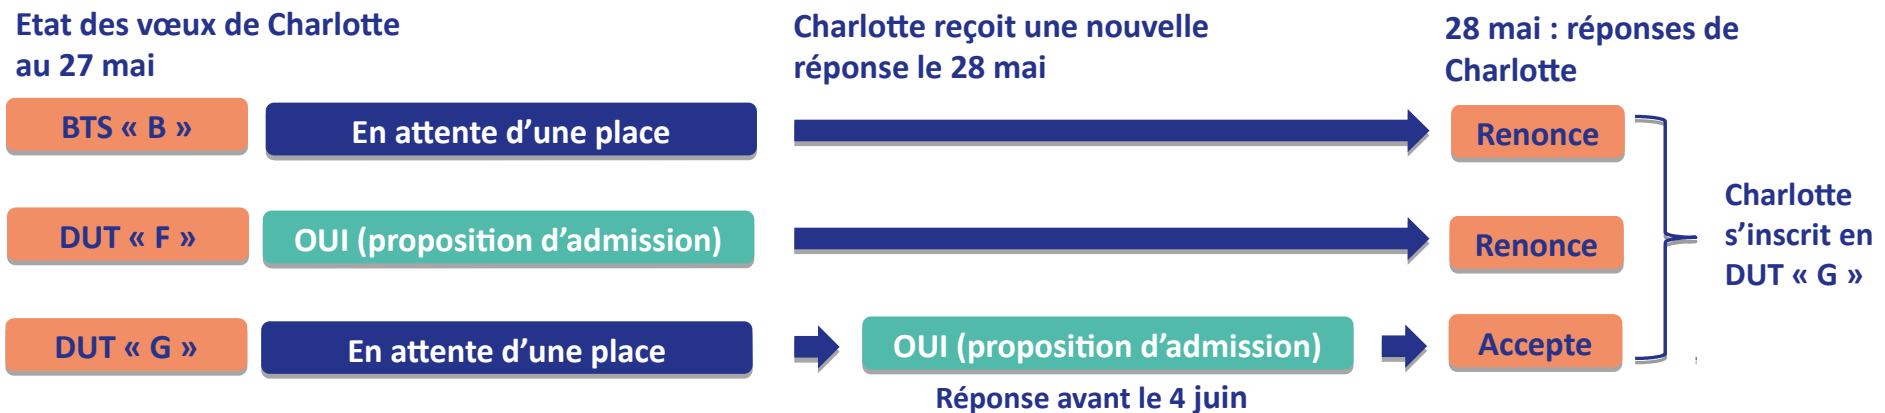 Etat des vœux de Charlotte
au 27 mai
Charlotte reçoit une nouvelle
réponse le 28 mai
28 mai : réponses de
Charlotte
BTS « B »
En attente d’une place
Renonce
DUT « F »
OUI (proposition d’admission)
Renonce
DUT « G »
En attente d’une place
OUI (proposition d’admission)
Accepte
Réponse avant le 4 juin
Charlotte
s’inscrit en
DUT « G »